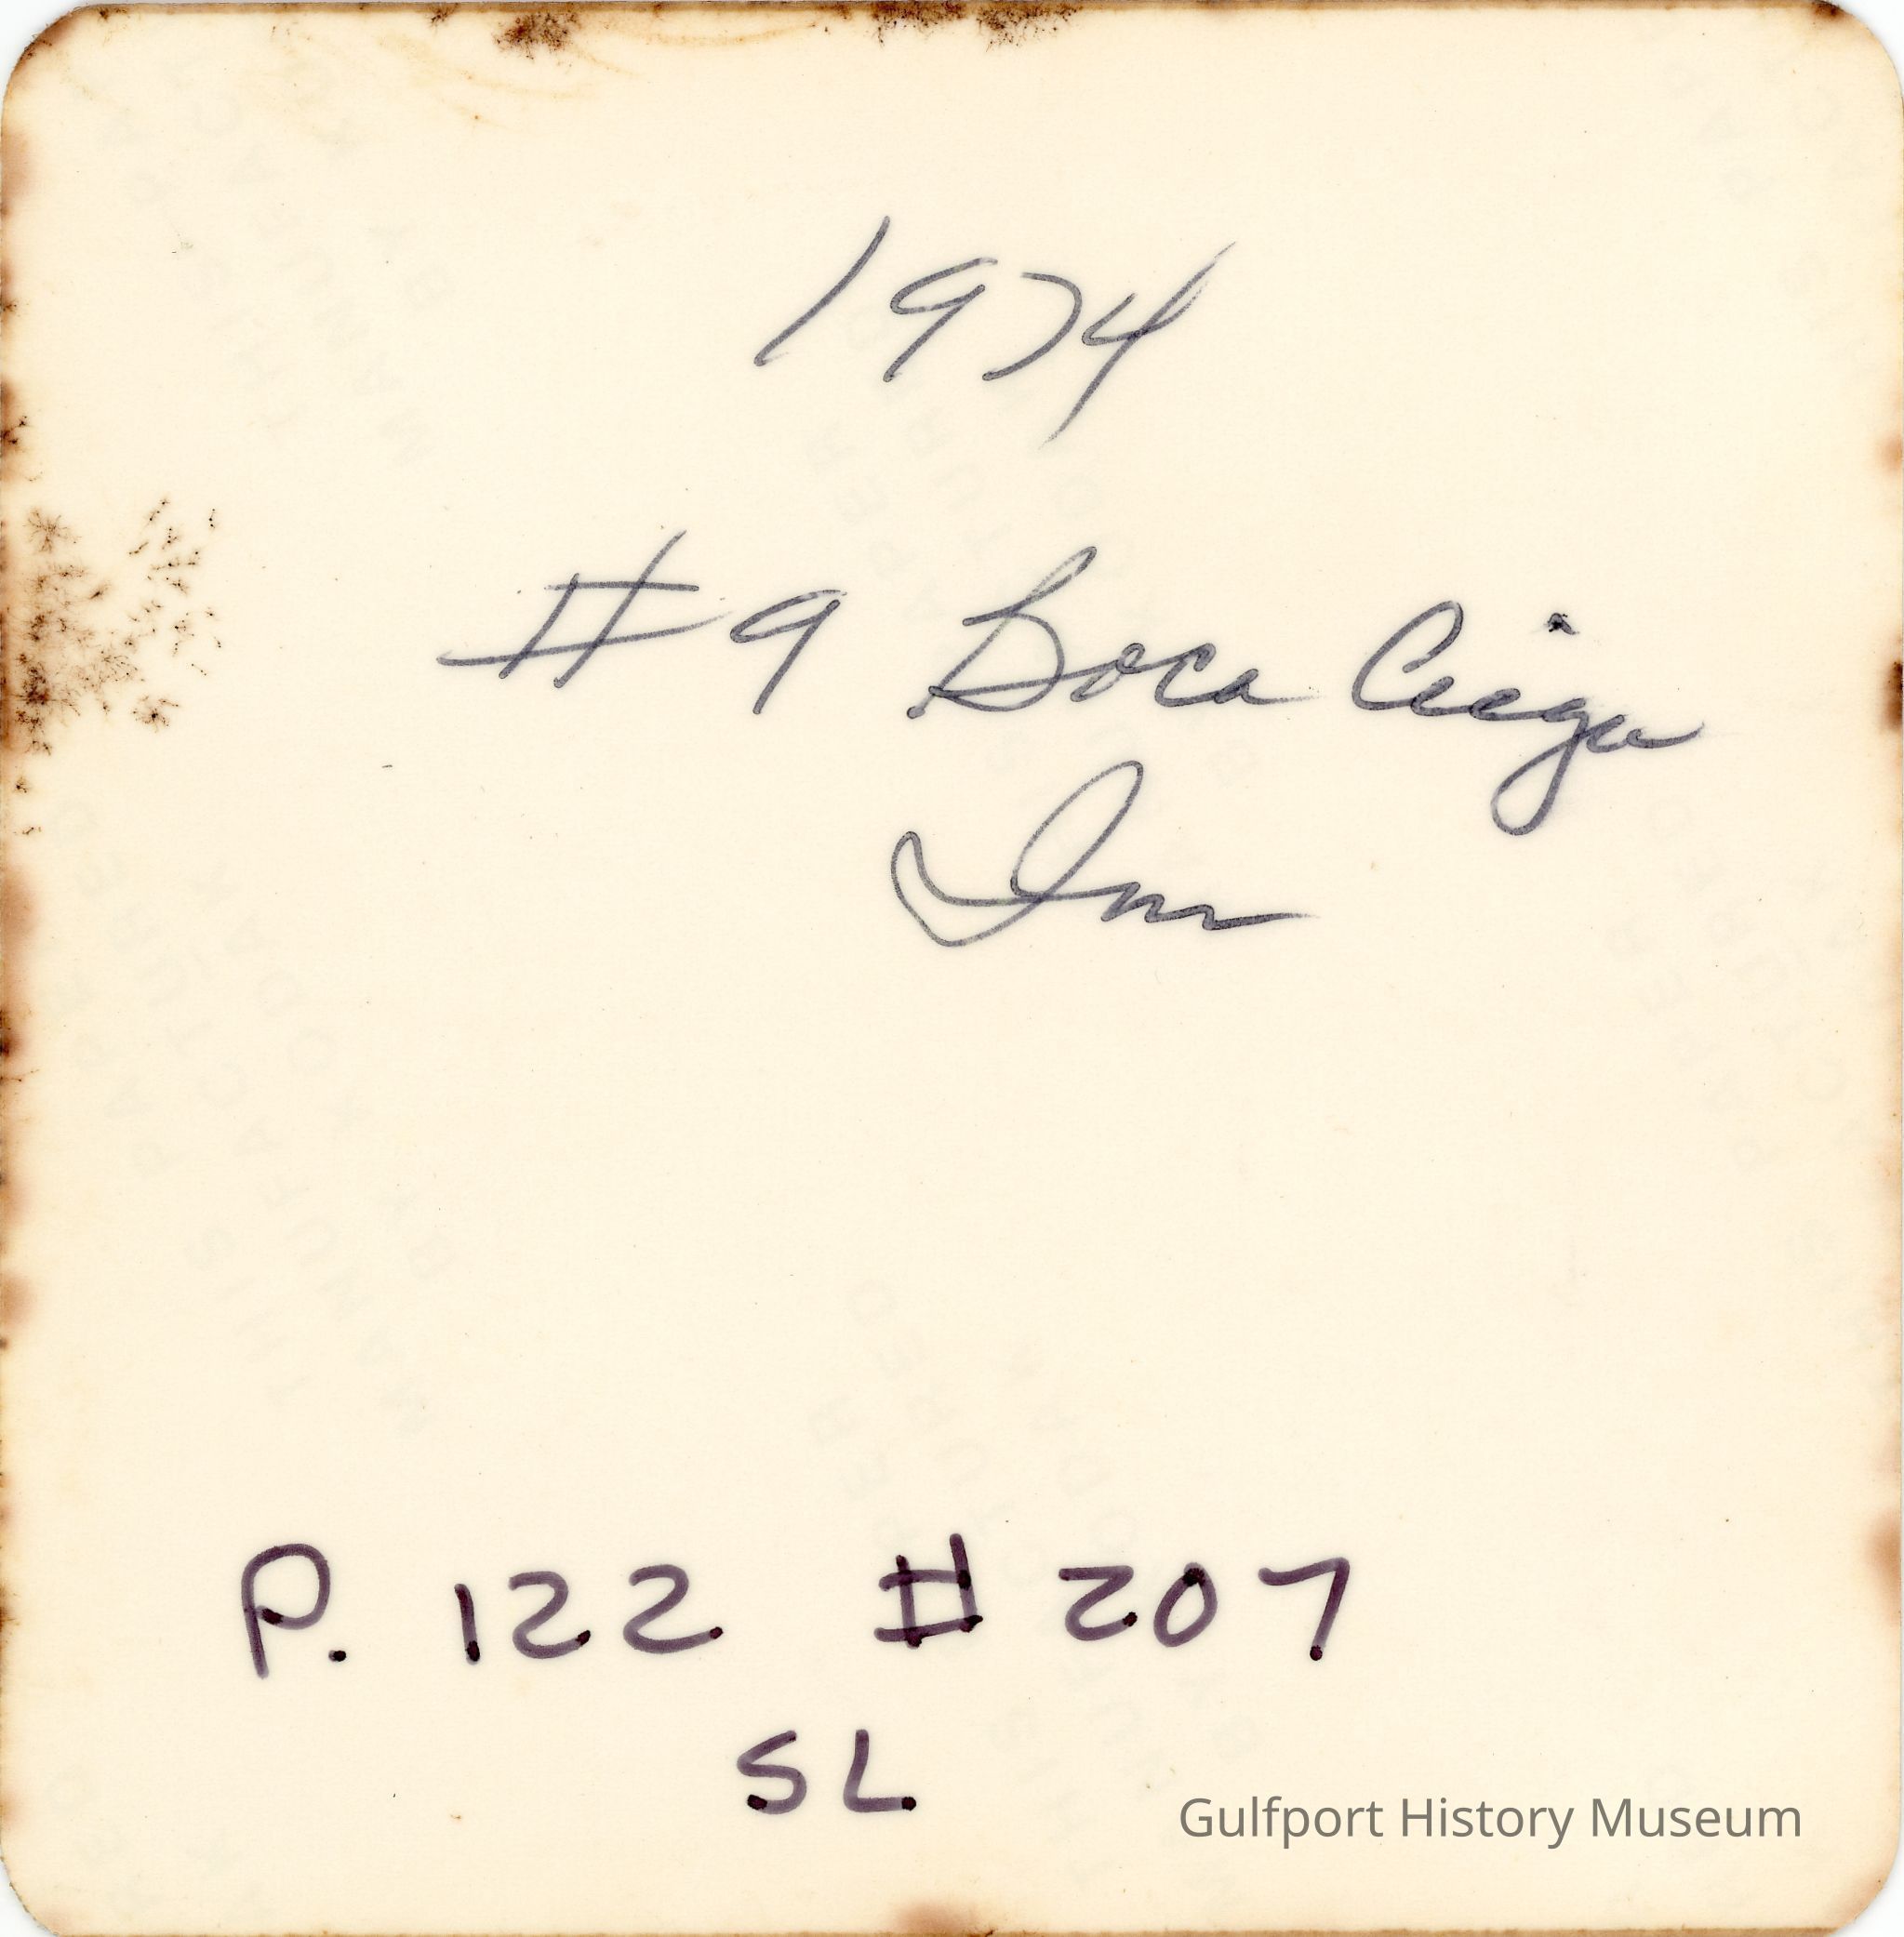 1974
#9 Boca Ciega
Inn
P. 122 #207
SL
Gulfport History Museum